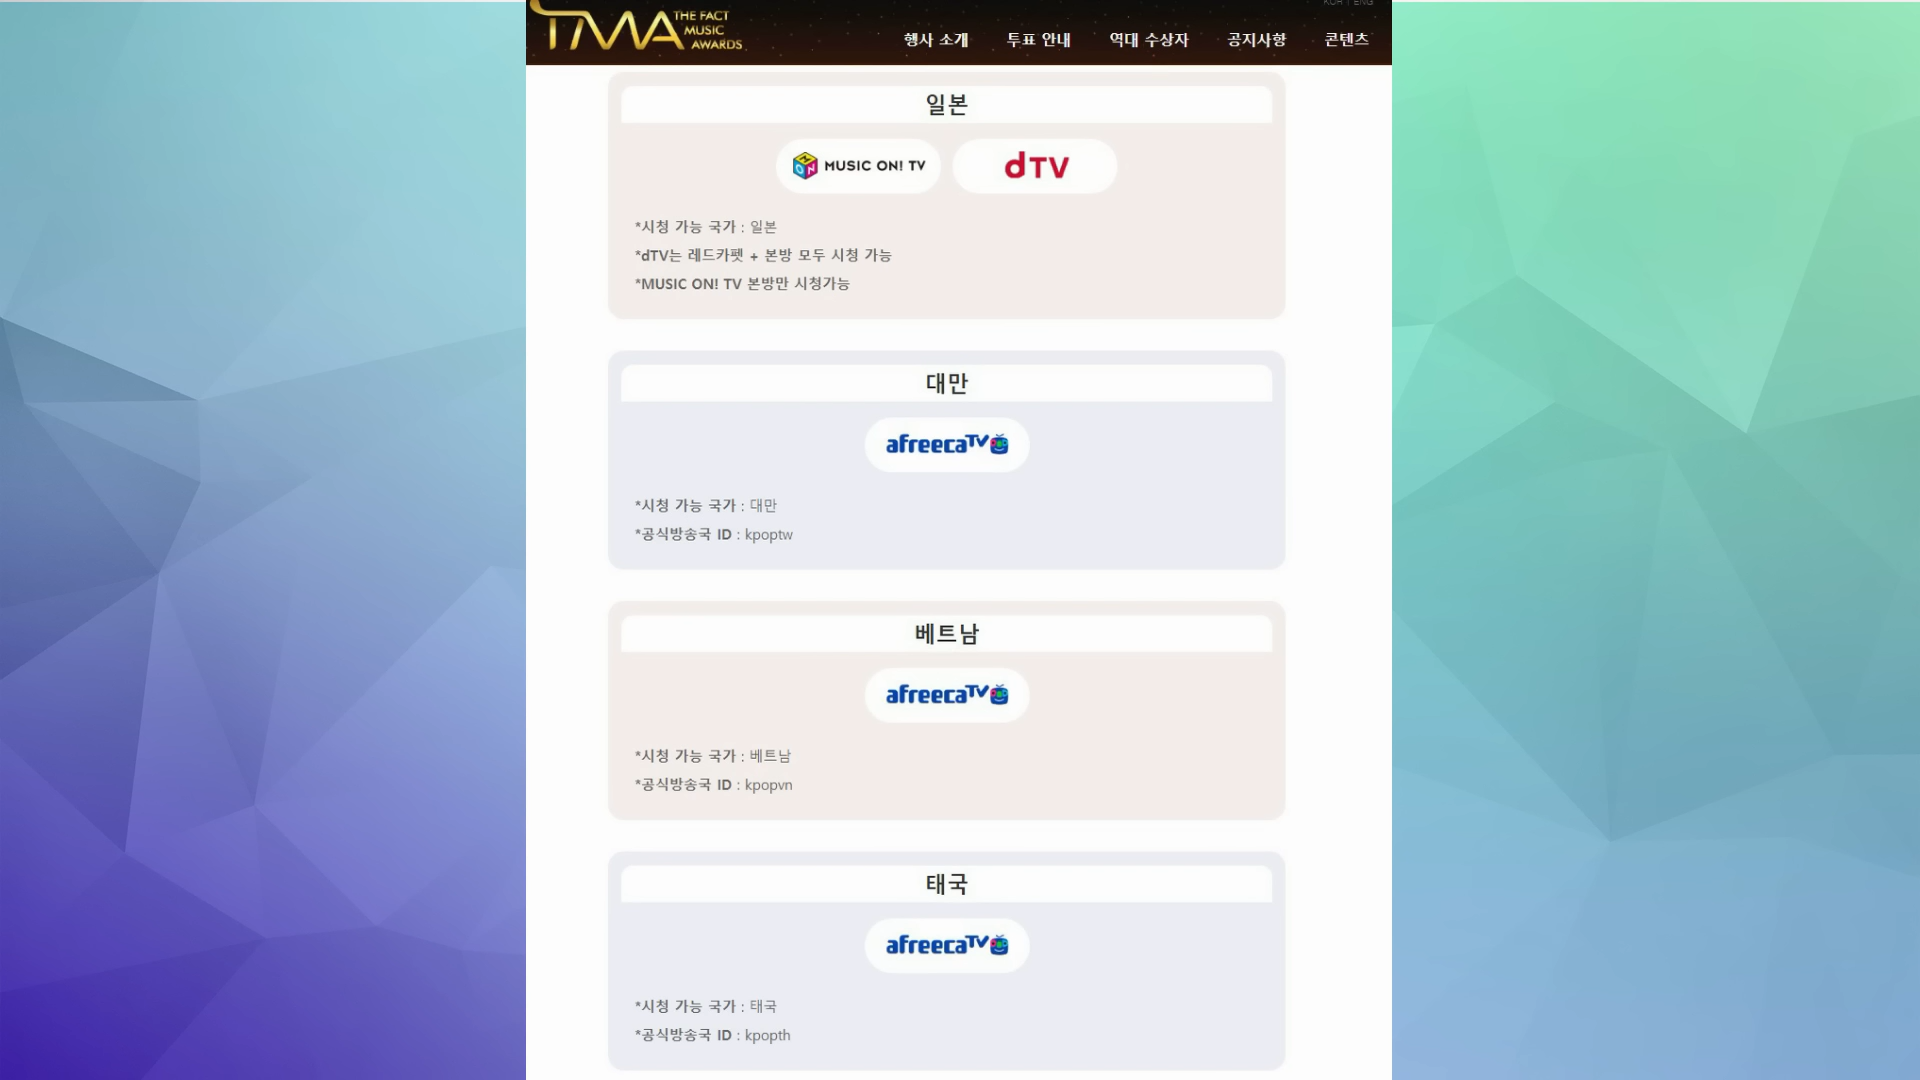 KOR | ENG
TMA THE FACT
MUSIC
AWARDS
행사 소개 투표 안내 역대 수상자 공지사항 콘텐츠
일본
MON MUSIC ON! TV dTV
*시청 가능 국가 : 일본
*dTV는 레드카펫 + 본방 모두 시청 가능
*MUSIC ON! TV 본방만 시청가능
대만
afreecaTV
*시청 가능 국가 : 대만
*공식방송국 ID : kpoptw
베트남
afreecaTV
*시청 가능 국가 : 베트남
*공식방송국 ID : kpopvn
태국
afreecaTV
*시청 가능 국가 : 태국
*공식방송국 ID : kpopth